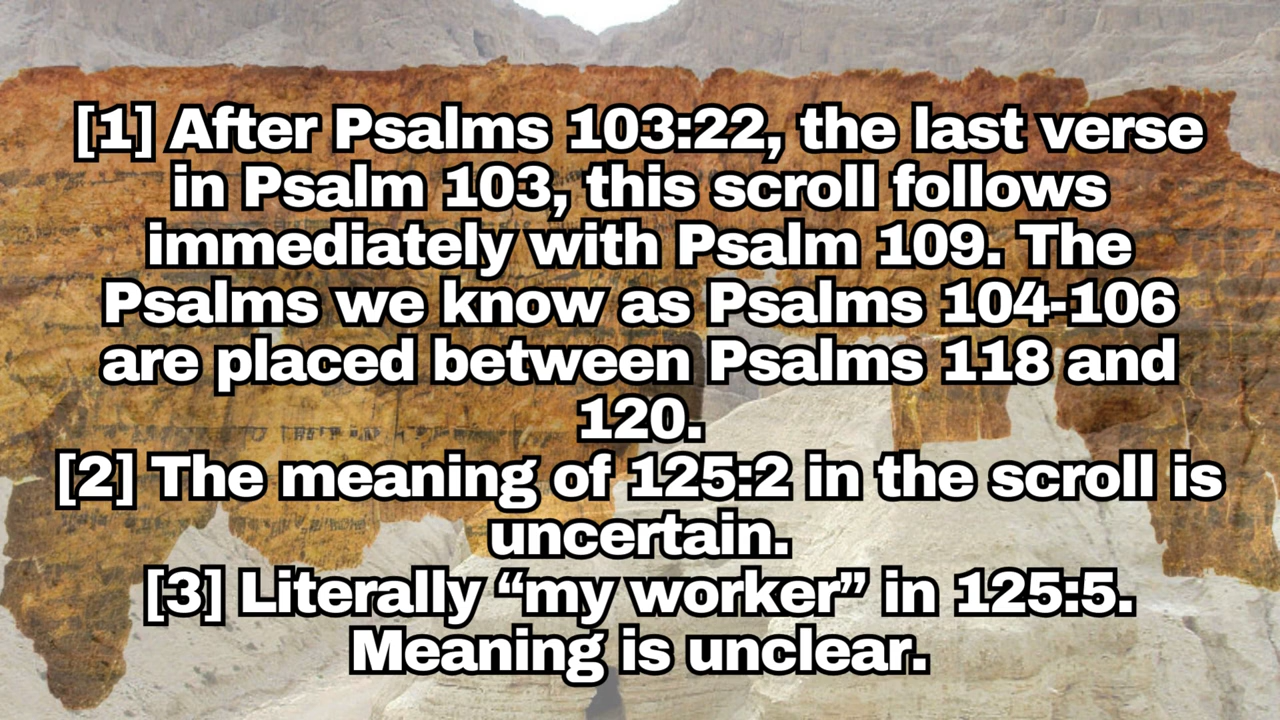 [1] After Psalms 103:22, the last verse
in Psalm 103, this scroll follows
immediately with Psalm 109. The
Psalms we know as Psalms 104-106
are placed between Psalms 118 and
120.
[2] The meaning of 125:2 in the scroll is
uncertain.
[3] Literally “my worker” in 125:5.
Meaning is unclear.